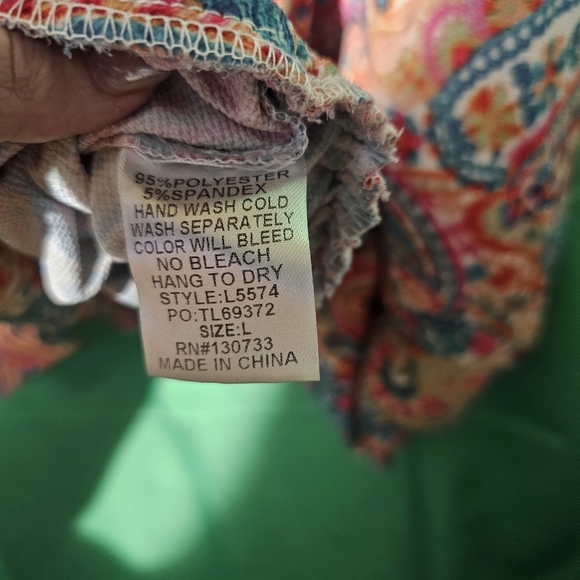 95%POLYESTER
5%SPANDEX
HAND WASH COLD
WASH SEPARATELY
COLOR WILL BLEED
NO BLEACH
HANG TO DRY
STYLE:L5574
PO:TL69372
SIZE:L
RN#130733
MADE IN CHINA